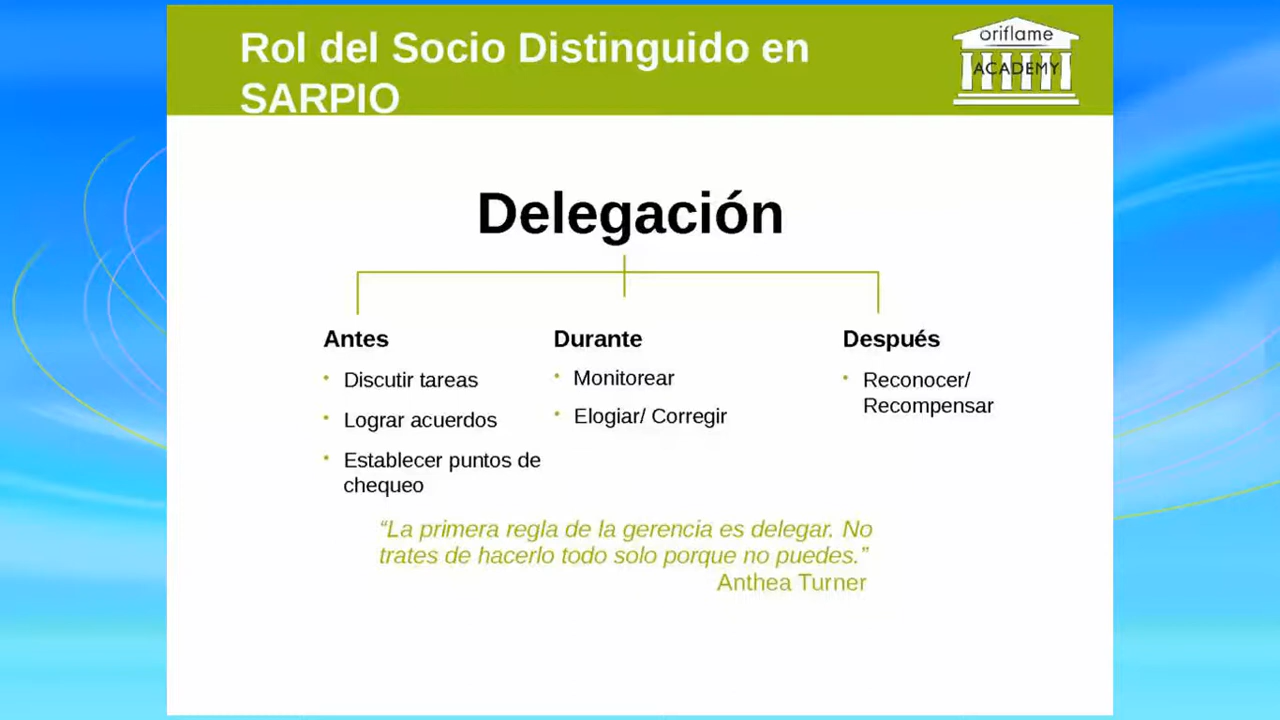 Rol del Socio Distinguido en
SARPIO
oriflame
ACADEMY
Delegación
Antes
• Discutir tareas
• Lograr acuerdos
• Establecer puntos de
chequeo
Durante
• Monitorear
• Elogiar/ Corregir
Después
• Reconocer/
Recompensar
“La primera regla de la gerencia es delegar. No
trates de hacerlo todo solo porque no puedes.”
Anthea Turner